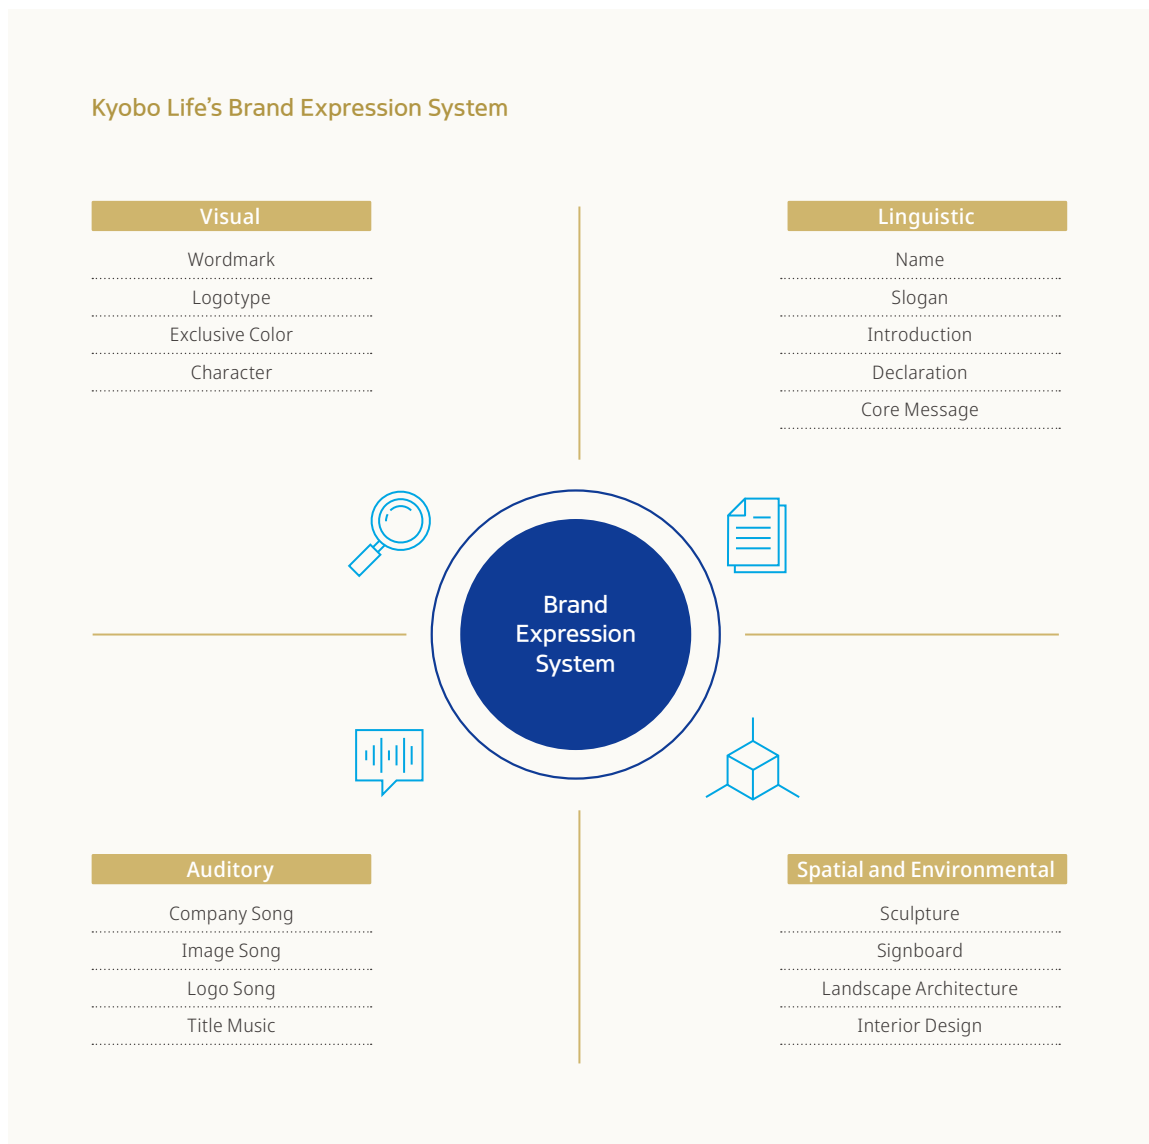 Kyobo Life’s Brand Expression System
Visual
Wordmark
Logotype
Exclusive Color
Character
Linguistic
Name
Slogan
Introduction
Declaration
Core Message
Brand
Expression
System
Auditory
Company Song
Image Song
Logo Song
Title Music
Spatial and Environmental
Sculpture
Signboard
Landscape Architecture
Interior Design